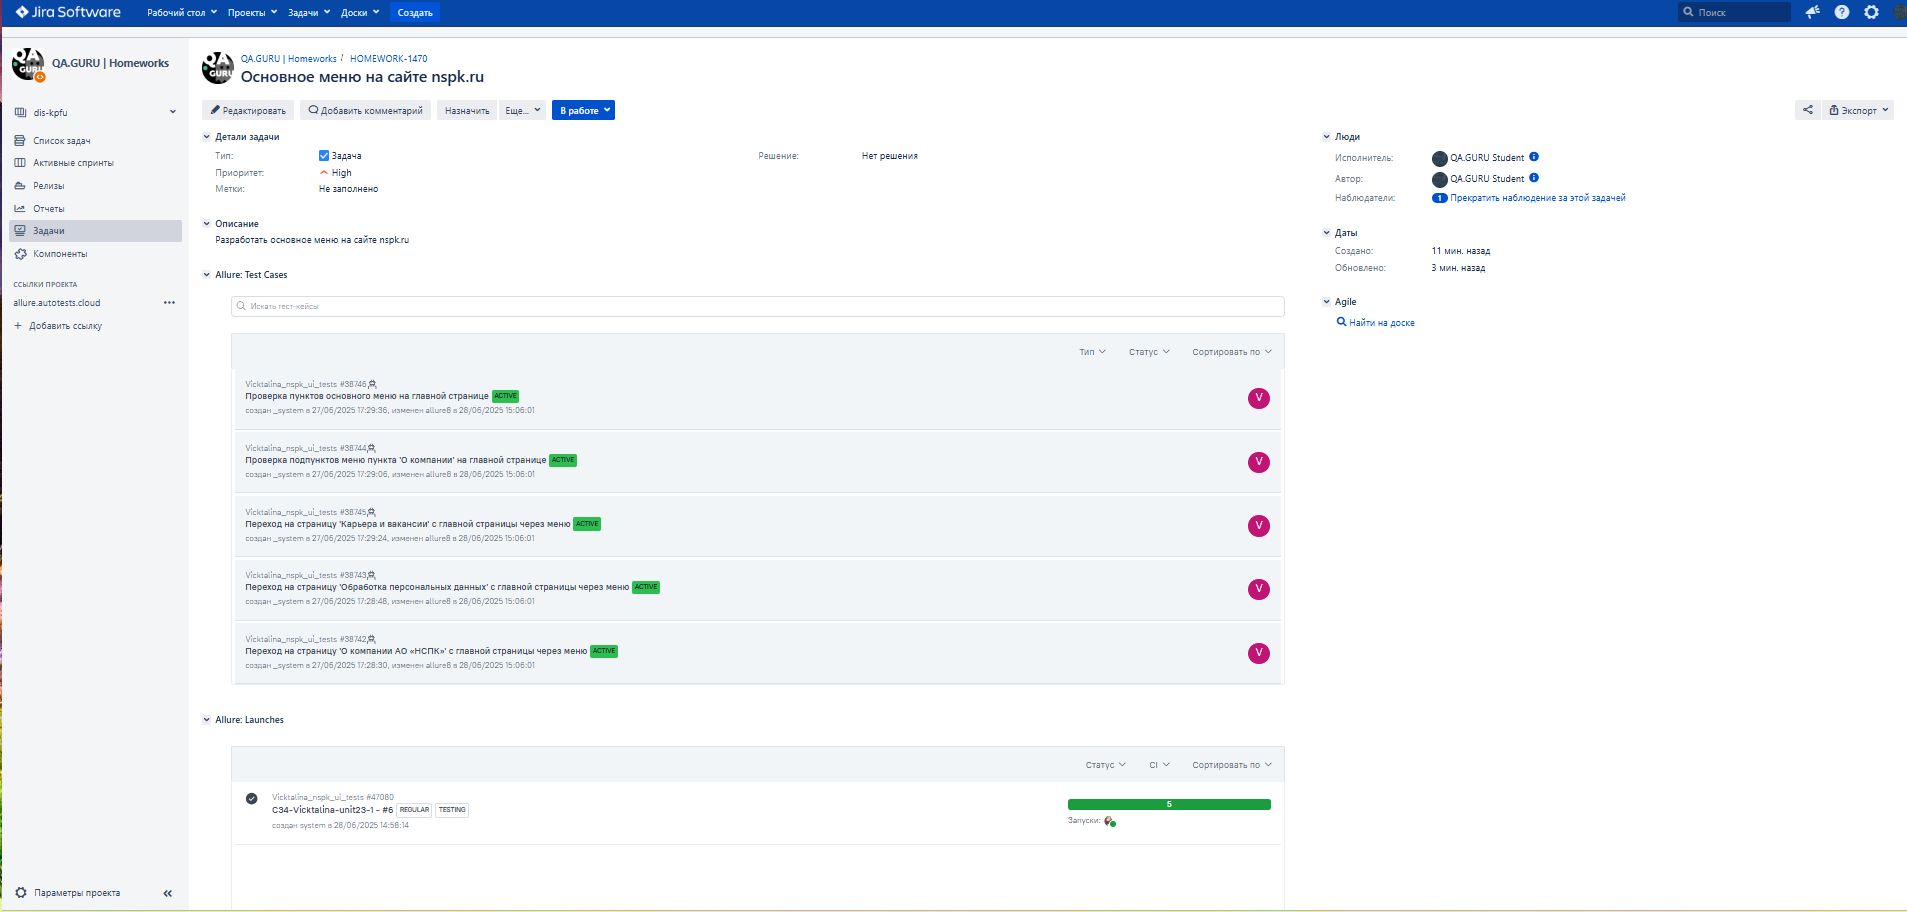 Jira Software
Рабочий стол Проекты Задачи Доски Создать Поиск
QA GURU QA.GURU | Homeworks
dis-kpfu
Список задач
Активные спринты
Релизы
Отчеты
Задачи
Компоненты
ССЫЛКИ ПРОЕКТА
allure.autotests.cloud
+ Добавить ссылку
Параметры проекта
QA GURU QA.GURU | Homeworks / HOMEWORK-1470
Основное меню на сайте nspk.ru
Редактировать Добавить комментарий Назначить Еще... В работе Экспорт
Детали задачи
Тип: Задача Решение: Нет решения
Приоритет: High
Метки: Не заполнено
Описание
Разработать основное меню на сайте nspk.ru
Allure: Test Cases
Искать тест-кейсы
Тип Статус Сортировать по
Vicktalina_nspk_ui_tests #38746
Проверка пунктов основного меню на главной странице ACTIVE
создан _system в 27/06/2025 17:29:36, изменен allure8 в 28/06/2025 15:06:01
V
Vicktalina_nspk_ui_tests #38744
Проверка подпунктов меню пункта 'О компании' на главной странице ACTIVE
создан _system в 27/06/2025 17:29:06, изменен allure8 в 28/06/2025 15:06:01
V
Vicktalina_nspk_ui_tests #38745
Переход на страницу 'Карьера и вакансии' с главной страницы через меню ACTIVE
создан _system в 27/06/2025 17:29:24, изменен allure8 в 28/06/2025 15:06:01
V
Vicktalina_nspk_ui_tests #38743
Переход на страницу 'Обработка персональных данных' с главной страницы через меню ACTIVE
создан _system в 27/06/2025 17:28:48, изменен allure8 в 28/06/2025 15:06:01
V
Vicktalina_nspk_ui_tests #38742
Переход на страницу 'О компании АО «НСПК»' с главной страницы через меню ACTIVE
создан _system в 27/06/2025 17:28:30, изменен allure8 в 28/06/2025 15:06:01
V
Allure: Launches
Статус CI Сортировать по
Vicktalina_nspk_ui_tests #47080
C34-Vicktalina-unit23-1 - #6 REGULAR TESTING
создан system в 28/06/2025 14:58:14
5
Запуски:
Люди
Исполнитель: QA.GURU Student
Автор: QA.GURU Student
Наблюдатели: 1 Прекратить наблюдение за этой задачей
Даты
Создано: 11 мин. назад
Обновлено: 3 мин. назад
Agile
Найти на доске